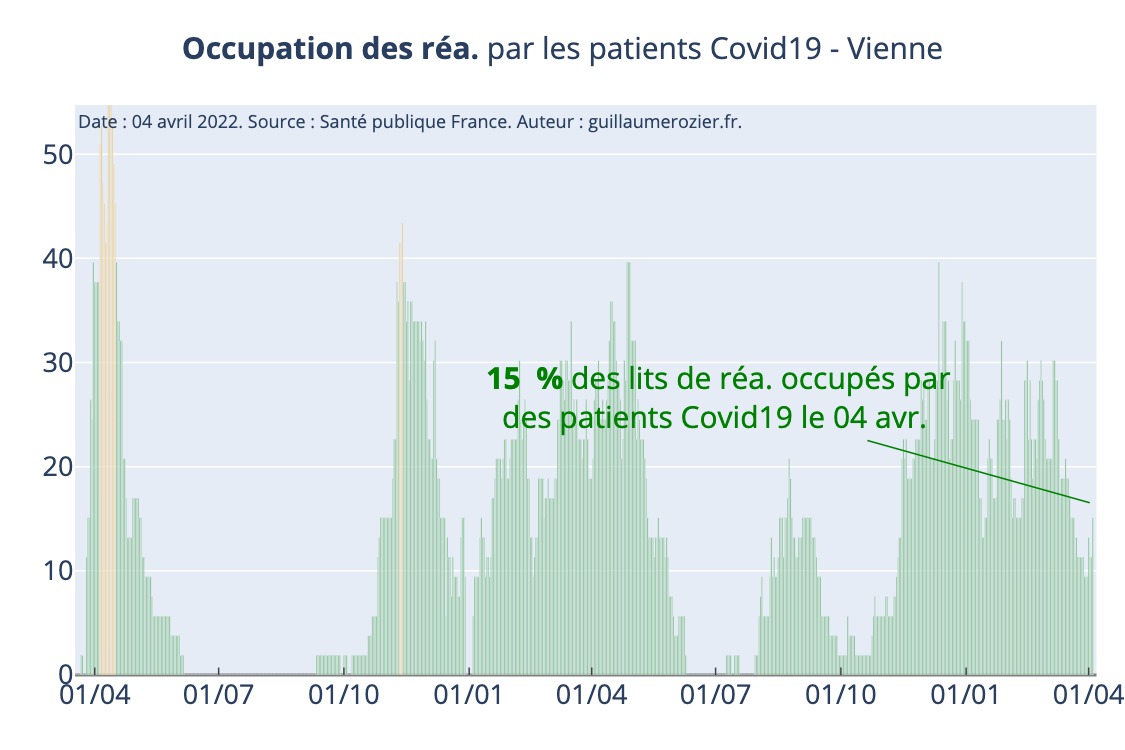 Occupation des réa. par les patients Covid19 - Vienne
Date : 04 avril 2022. Source : Santé publique France. Auteur : guillaumerozier.fr.
50
40
30
15 % des lits de réa. occupés par
des patients Covid19 le 04 avr.
20
10
0
01/04 01/07 01/10 01/01 01/04 01/07 01/10 01/01 01/04